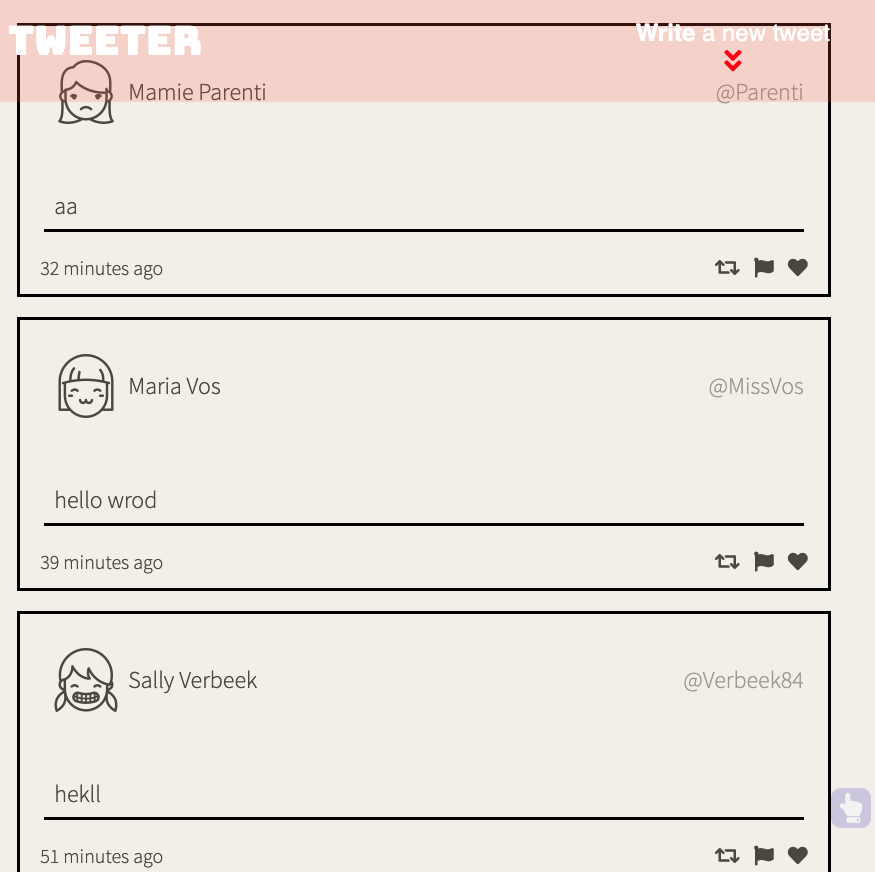 TWEETER
Write a new tweet
Mamie Parenti @Parenti
aa
32 minutes ago
Maria Vos @MissVos
hello wrod
39 minutes ago
Sally Verbeek @Verbeek84
hekll
51 minutes ago